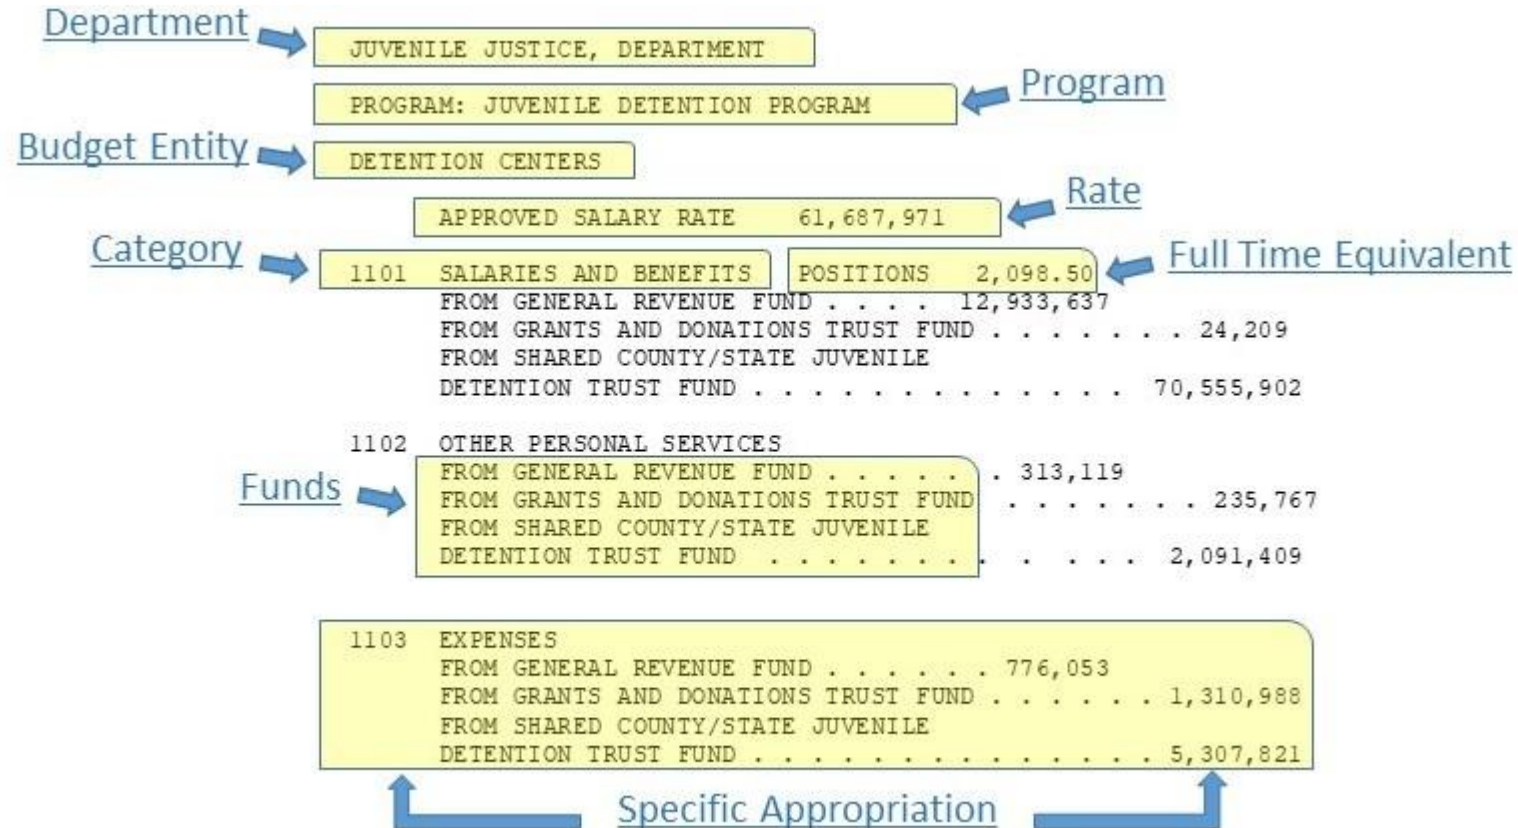 Department
JUVENILE JUSTICE, DEPARTMENT
PROGRAM: JUVENILE DETENTION PROGRAM
Program
Budget Entity
DETENTION CENTERS
APPROVED SALARY RATE 61,687,971
Rate
Category
1101 SALARIES AND BENEFITS POSITIONS 2,098.50
Full Time Equivalent
FROM GENERAL REVENUE FUND . . . . 12,933,637
FROM GRANTS AND DONATIONS TRUST FUND . . . . . . . 24,209
FROM SHARED COUNTY/STATE JUVENILE
DETENTION TRUST FUND . . . . . . . . . . . . . 70,555,902
1102 OTHER PERSONAL SERVICES
Funds
FROM GENERAL REVENUE FUND . . . . . . 313,119
FROM GRANTS AND DONATIONS TRUST FUND . . . . . . . 235,767
FROM SHARED COUNTY/STATE JUVENILE
DETENTION TRUST FUND . . . . . . . . . . . . 2,091,409
1103 EXPENSES
FROM GENERAL REVENUE FUND . . . . . . 776,053
FROM GRANTS AND DONATIONS TRUST FUND . . . . . . 1,310,988
FROM SHARED COUNTY/STATE JUVENILE
DETENTION TRUST FUND . . . . . . . . . . . . . . 5,307,821
Specific Appropriation